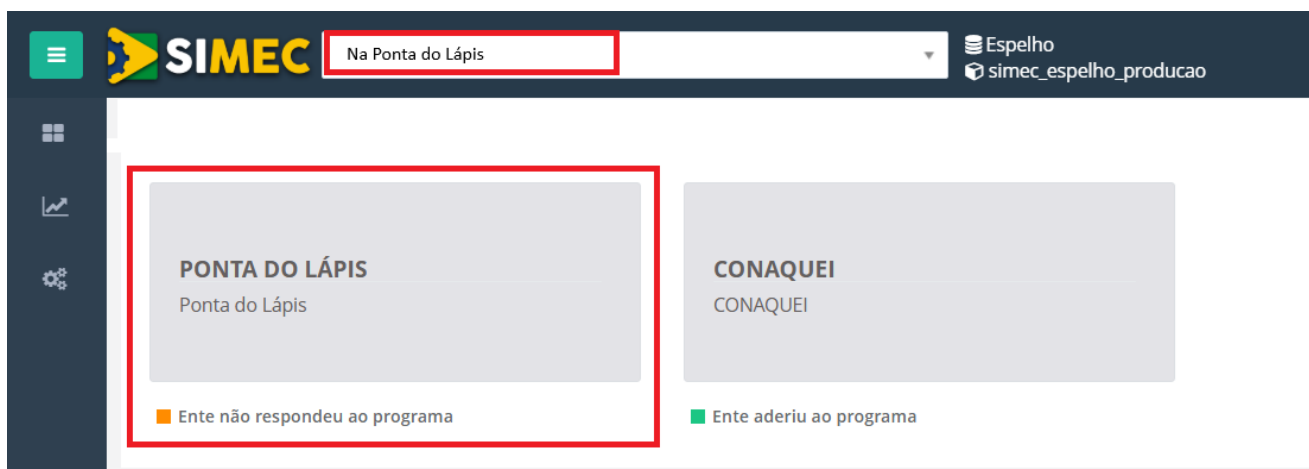 SIMEC
Na Ponta do Lápis
Espelho
simec_espelho_producao
PONTA DO LÁPIS
Ponta do Lápis
Ente não respondeu ao programa
CONAQUEI
CONAQUEI
Ente aderiu ao programa